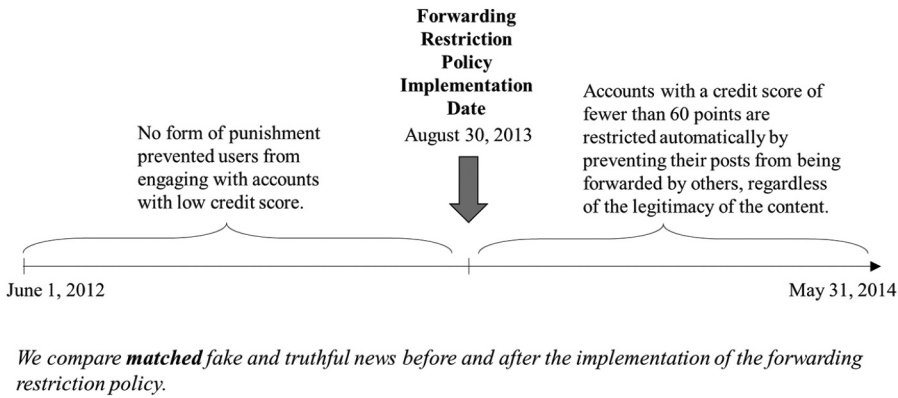 Forwarding
Restriction
Policy
Implementation
Date
August 30, 2013
No form of punishment
prevented users from
engaging with accounts
with low credit score.
Accounts with a credit score of
fewer than 60 points are
restricted automatically by
preventing their posts from being
forwarded by others, regardless
of the legitimacy of the content.
June 1, 2012
May 31, 2014
We compare matched fake and truthful news before and after the implementation of the forwarding
restriction policy.